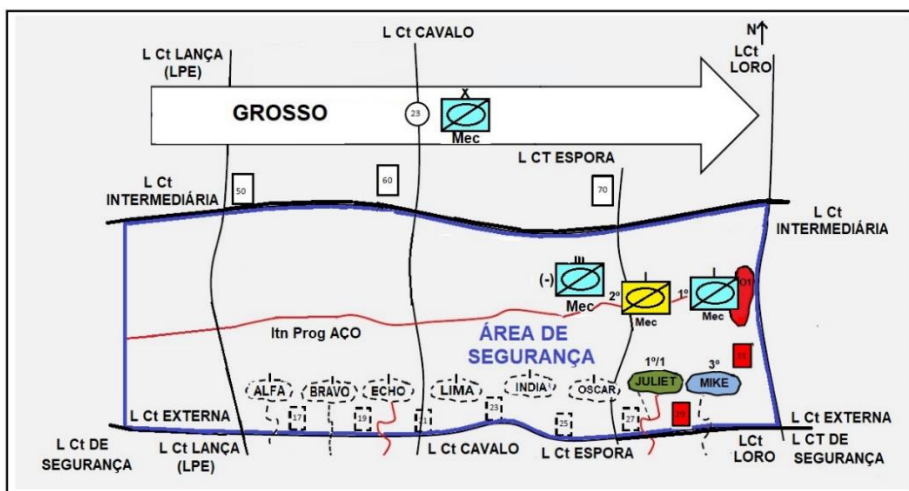 L Ct CAVALO
N
L Ct LANÇA
(LPE)
LCt
LORO
GROSSO
23
X
Mec
L CT ESPORA
50
60
70
L Ct
INTERMEDIÁRIA
L Ct
INTERMEDIÁRIA
III
(-)
Mec
2º
I
Mec
1º
I
Mec
01
Itn Prog AÇO
ÁREA DE
SEGURANÇA
1º/1
3º
ALFA
BRAVO
ECHO
LIMA
INDIA
OSCAR
JULIET
MIKE
17
19
21
23
25
27
29
L Ct EXTERNA
L Ct EXTERNA
L Ct DE
SEGURANÇA
L Ct LANÇA
(LPE)
L Ct CAVALO
L Ct ESPORA
LCt
LORO
L CT DE
SEGURANÇA